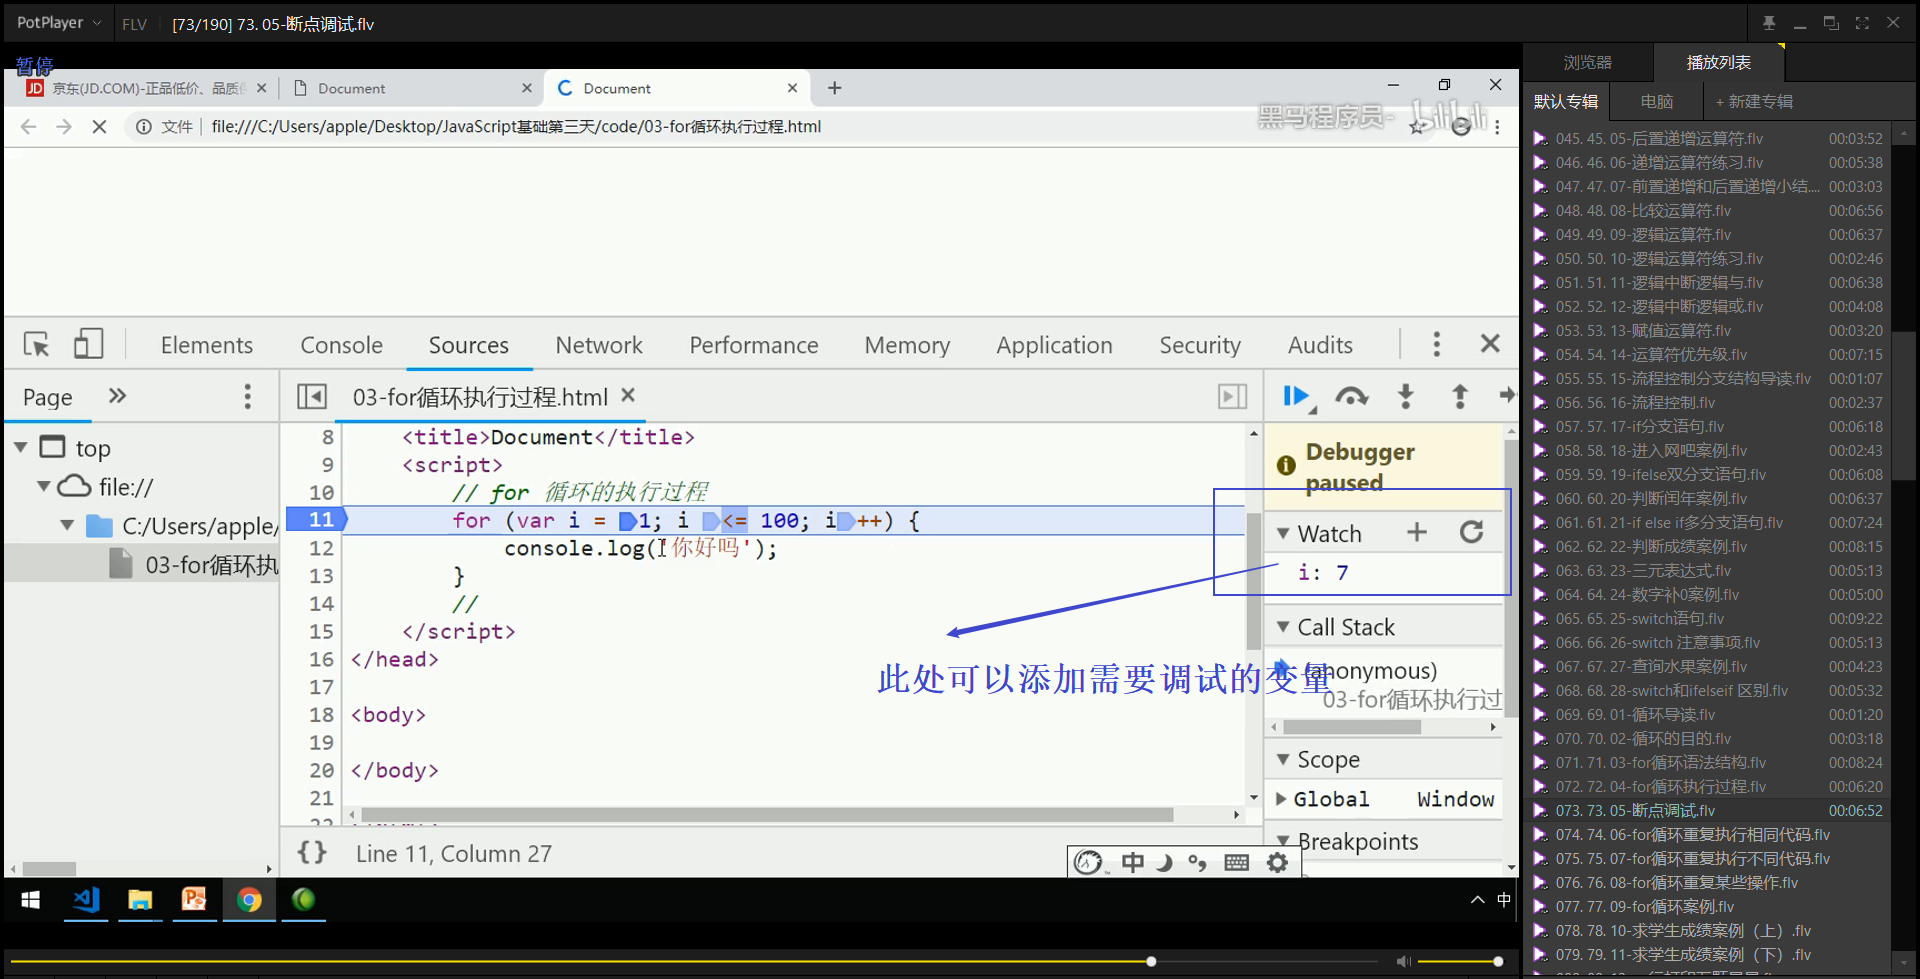 PotPlayer
FLV
[73/190] 73. 05-断点调试.flv
暂停
京东(JD.COM)-正品低价、品质
Document
Document
文件
file:///C:/Users/apple/Desktop/JavaScript基础第三天/code/03-for循环执行过程.html
黑马程序员-
bilibili
Elements
Console
Sources
Network
Performance
Memory
Application
Security
Audits
Page
03-for循环执行过程.html
top
file://
C:/Users/apple/
03-for循环执
8 <title>Document</title>
9 <script>
10 // for 循环的执行过程
11 for (var i = 1; i <= 100; i++) {
12 console.log('你好吗');
13 }
14 //
15 </script>
16 </head>
17
18 <body>
19
20 </body>
21
{} Line 11, Column 27
Debugger
paused
Watch
i: 7
此处可以添加需要调试的变量
Call Stack
(anonymous)
03-for循环执行过
Scope
Global Window
Breakpoints
中
中
浏览器
播放列表
默认专辑
电脑
+ 新建专辑
045. 45. 05-后置递增运算符.flv 00:03:52
046. 46. 06-递增运算符练习.flv 00:05:38
047. 47. 07-前置递增和后置递增小结.... 00:03:03
048. 48. 08-比较运算符.flv 00:06:56
049. 49. 09-逻辑运算符.flv 00:06:37
050. 50. 10-逻辑运算符练习.flv 00:02:46
051. 51. 11-逻辑中断逻辑与.flv 00:06:38
052. 52. 12-逻辑中断逻辑或.flv 00:04:08
053. 53. 13-赋值运算符.flv 00:03:20
054. 54. 14-运算符优先级.flv 00:07:15
055. 55. 15-流程控制分支结构导读.flv 00:01:07
056. 56. 16-流程控制.flv 00:02:37
057. 57. 17-if分支语句.flv 00:06:18
058. 58. 18-进入网吧案例.flv 00:02:43
059. 59. 19-ifelse双分支语句.flv 00:06:08
060. 60. 20-判断闰年案例.flv 00:06:37
061. 61. 21-if else if多分支语句.flv 00:07:24
062. 62. 22-判断成绩案例.flv 00:06:31
063. 63. 23-三元表达式.flv 00:05:13
064. 64. 24-数字补0案例.flv 00:05:00
065. 65. 25-switch语句.flv 00:09:22
066. 66. 26-switch 注意事项.flv 00:05:13
067. 67. 27-查询水果案例.flv 00:04:23
068. 68. 28-switch和ifelseif 区别.flv 00:05:32
069. 69. 01-循环导读.flv 00:01:20
070. 70. 02-循环的目的.flv 00:03:18
071. 71. 03-for循环语法结构.flv 00:08:24
072. 72. 04-for循环执行过程.flv 00:06:20
073. 73. 05-断点调试.flv 00:06:52
074. 74. 06-for循环重复执行相同代码.flv
075. 75. 07-for循环重复执行不同代码.flv
076. 76. 08-for循环重复某些操作.flv
077. 77. 09-for循环案例.flv
078. 78. 10-求学生成绩案例（上）.flv
079. 79. 11-求学生成绩案例（下）.flv